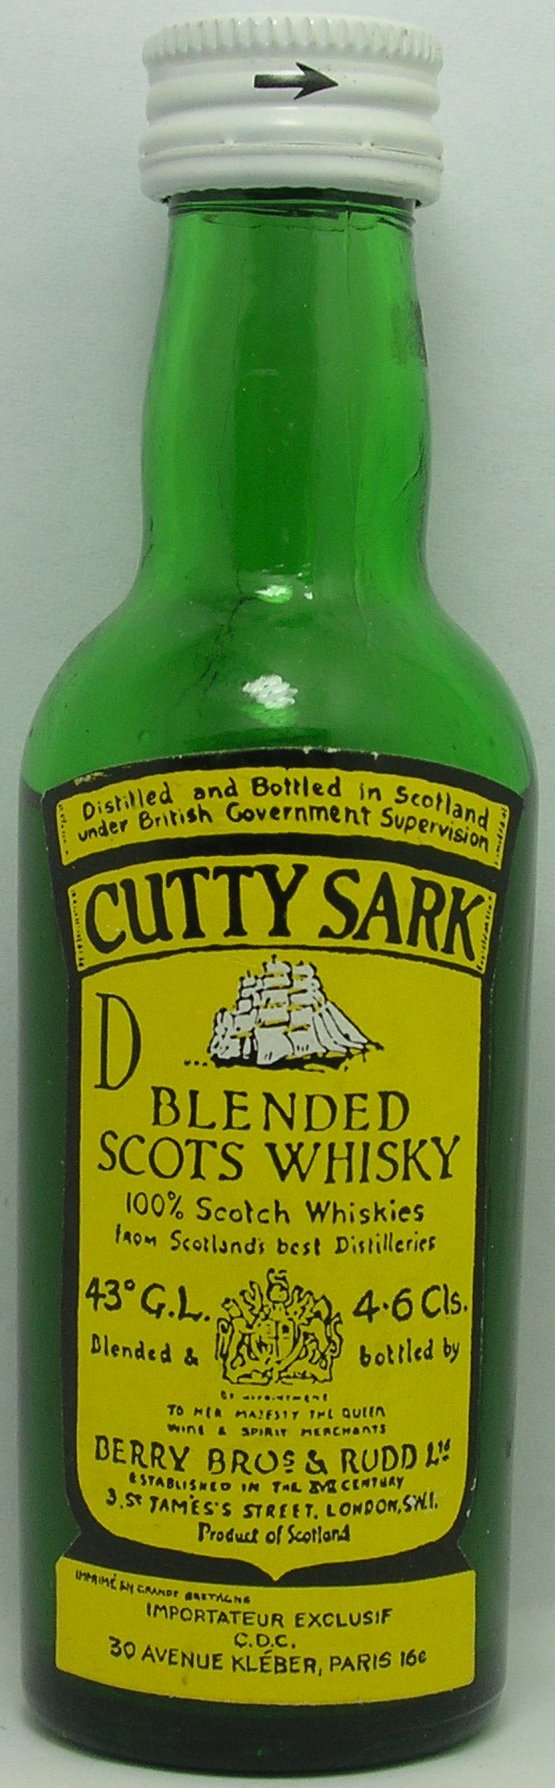 Distilled and Bottled in Scotland
under British Government Supervision
CUTTY SARK
D
BLENDED
SCOTS WHISKY
100% Scotch Whiskies
from Scotland's best Distilleries
43° G.L. 4·6 Cls.
Blended & bottled by
BY APPOINTMENT
TO HER MAJESTY THE QUEEN
WINE & SPIRIT MERCHANTS
BERRY BROS & RUDD Ltd
ESTABLISHED IN THE XVII CENTURY
3, ST JAMES'S STREET, LONDON, S.W.1.
Product of Scotland
IMPRIMÉ EN GRANDE BRETAGNE
IMPORTATEUR EXCLUSIF
C.D.C.
30 AVENUE KLÉBER, PARIS 16e